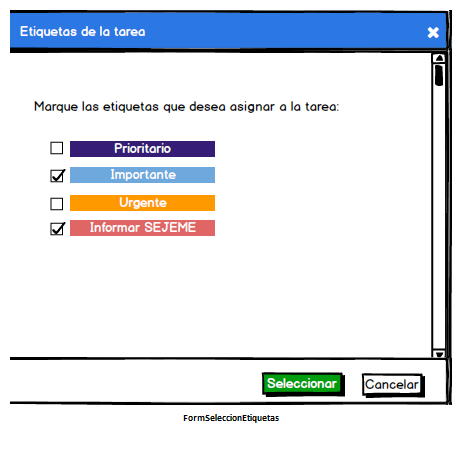 Etiquetas de la tarea
Marque las etiquetas que desea asignar a la tarea:
Prioritario
Importante
Urgente
Informar SEJEME
Seleccionar
Cancelar
FormSeleccionEtiquetas